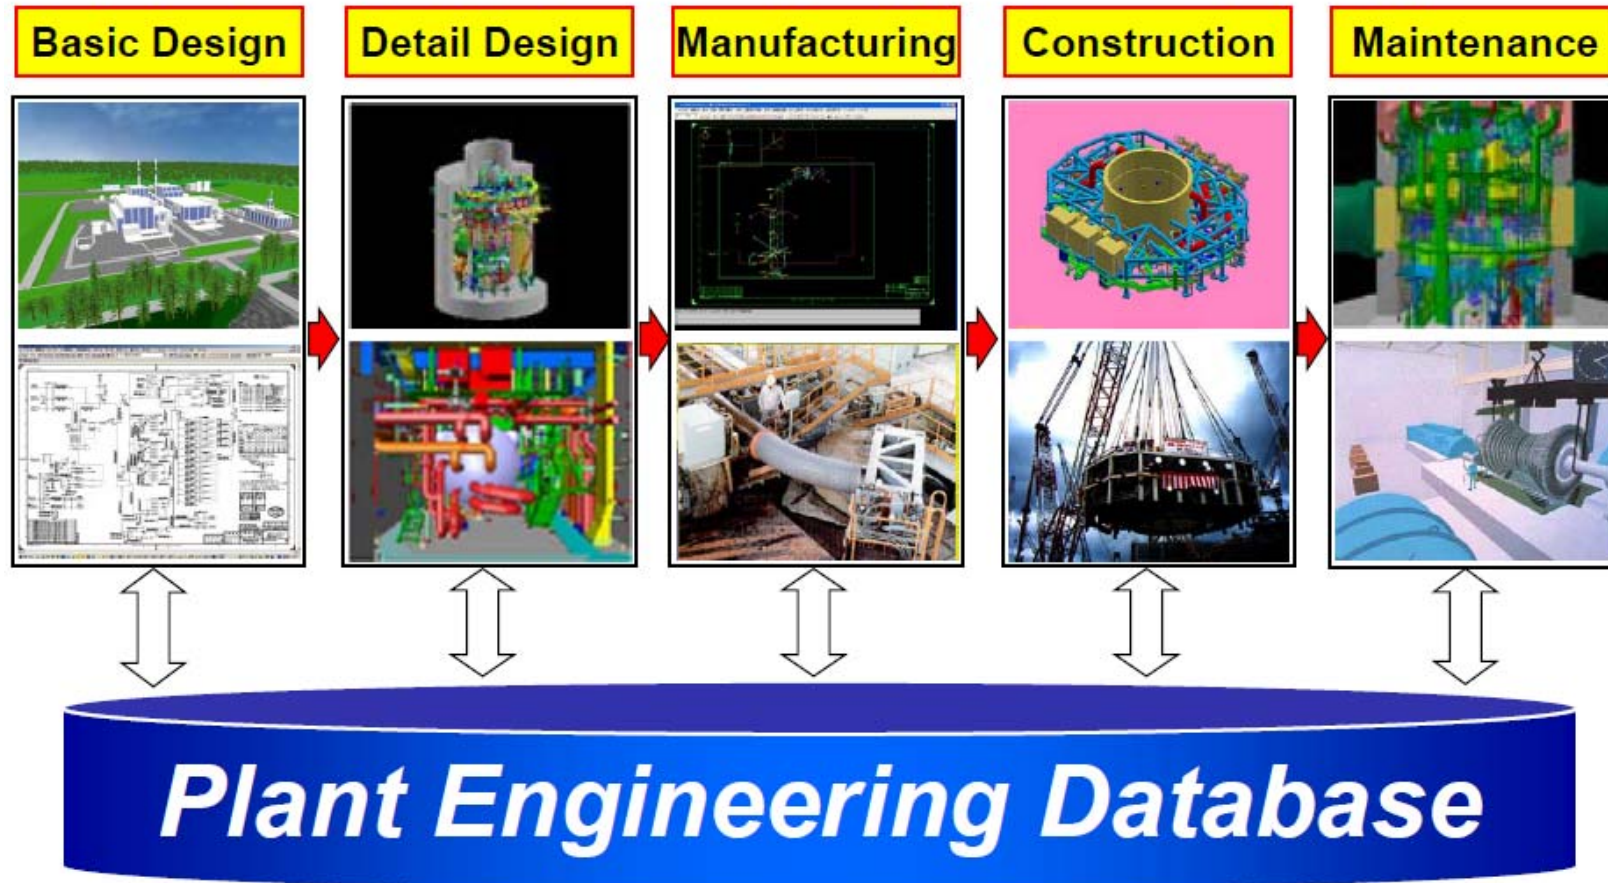 Basic Design
Detail Design
Manufacturing
Construction
Maintenance
Plant Engineering Database